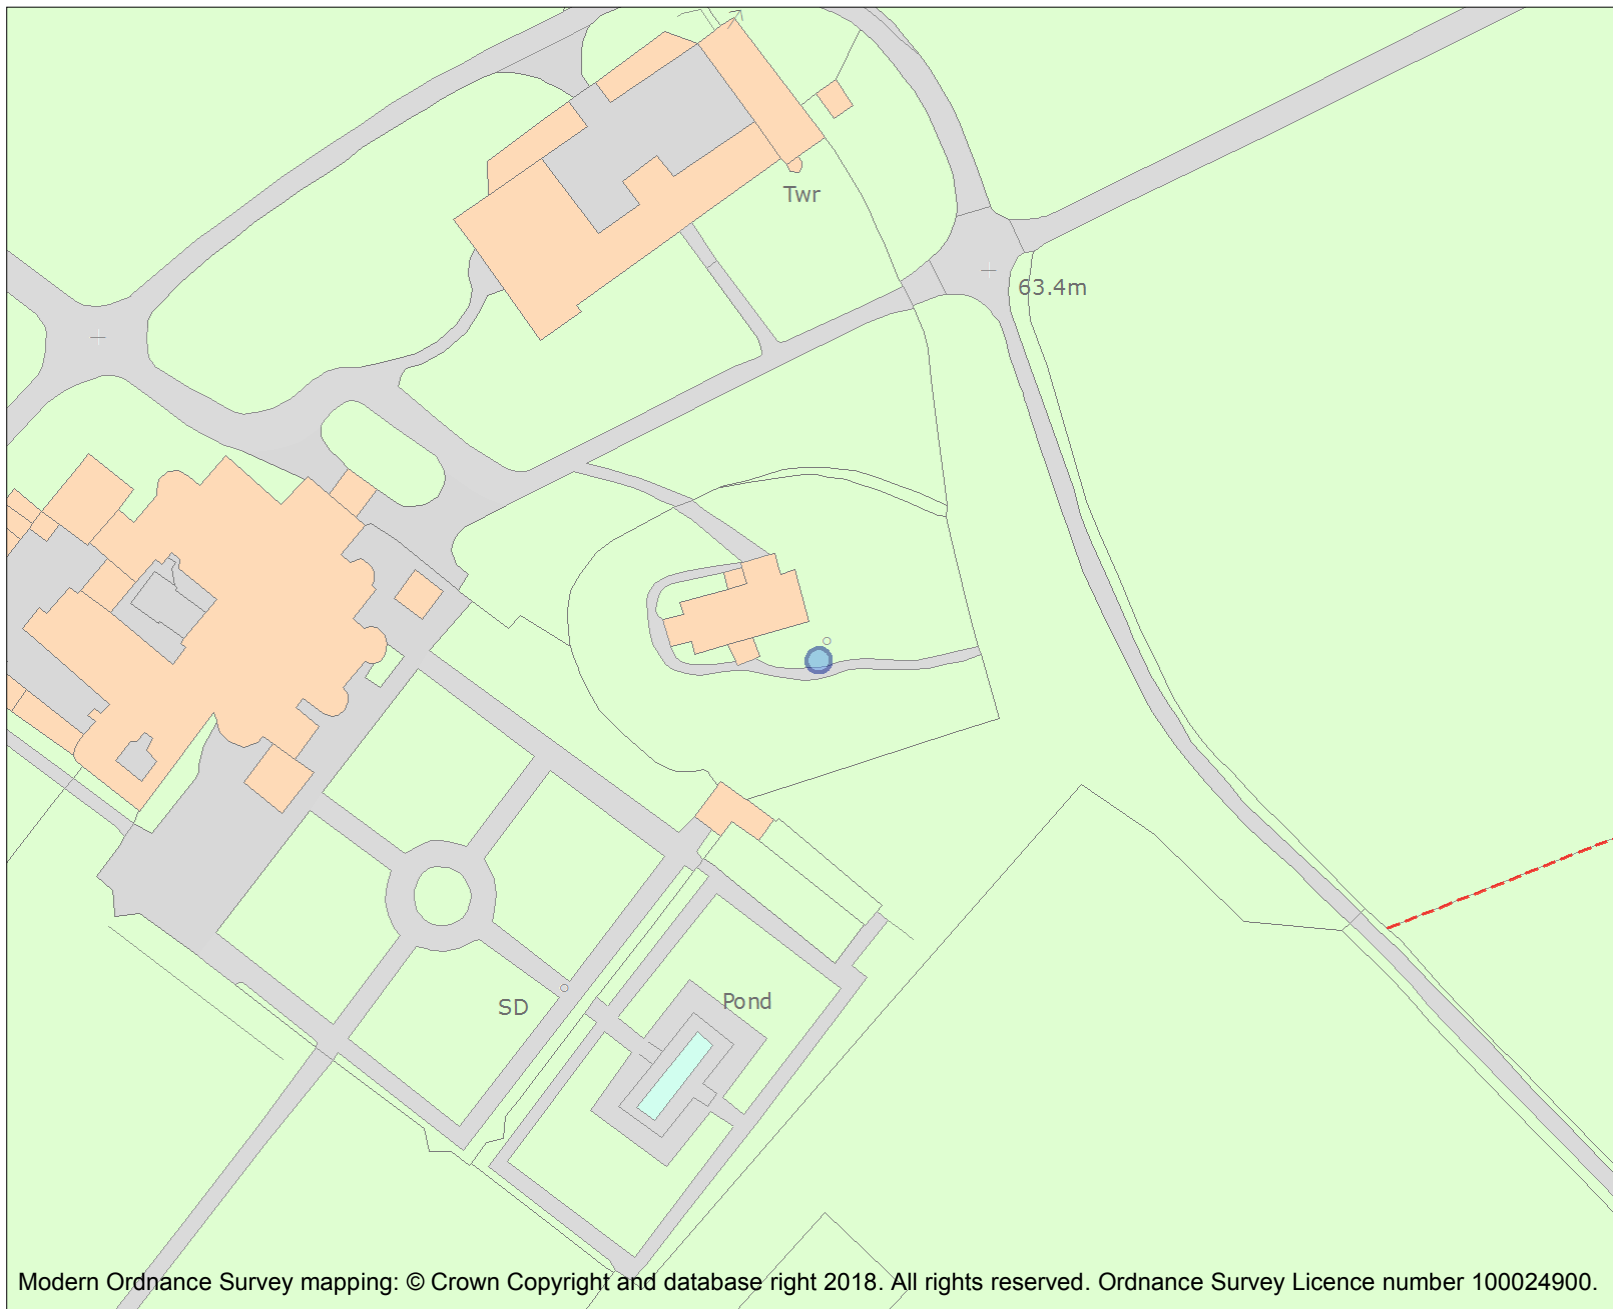 Twr
63.4m
Pond
SD
Modern Ordnance Survey mapping: © Crown Copyright and database right 2018. All rights reserved. Ordnance Survey Licence number 100024900.